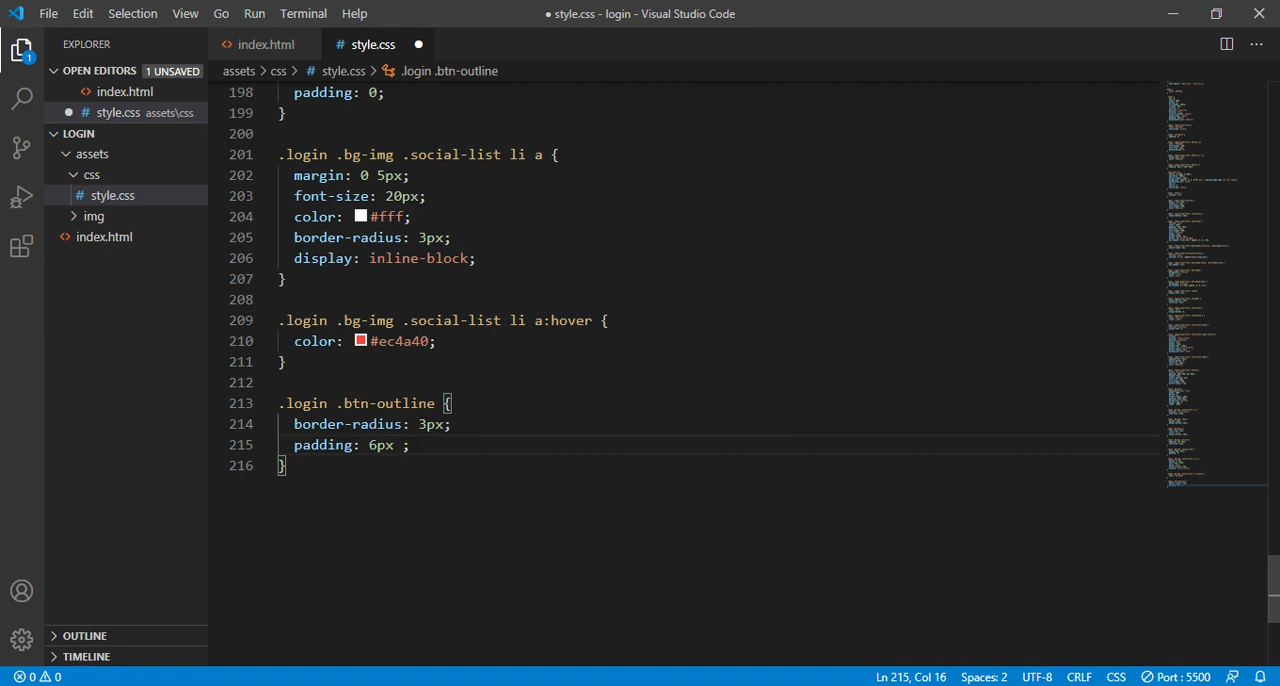 File Edit Selection View Go Run Terminal Help
● style.css - login - Visual Studio Code
EXPLORER
<> index.html
# style.css ●
OPEN EDITORS 1 UNSAVED
assets > css > # style.css > .login .btn-outline
<> index.html
● # style.css assets\css
LOGIN
assets
css
# style.css
img
<> index.html
OUTLINE
TIMELINE
1
198 padding: 0;
199 }
200
201 .login .bg-img .social-list li a {
202 margin: 0 5px;
203 font-size: 20px;
204 color: #fff;
205 border-radius: 3px;
206 display: inline-block;
207 }
208
209 .login .bg-img .social-list li a:hover {
210 color: #ec4a40;
211 }
212
213 .login .btn-outline {
214 border-radius: 3px;
215 padding: 6px ;
216 }
0 0 Ln 215, Col 16 Spaces: 2 UTF-8 CRLF CSS Port : 5500